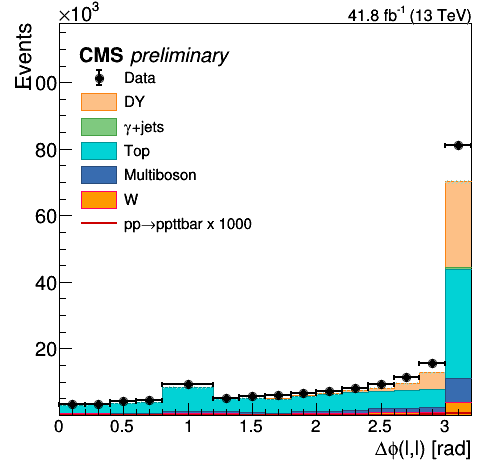 ×10³
41.8 fb⁻¹ (13 TeV)
Events
CMS preliminary
Data
DY
γ+jets
Top
Multiboson
W
pp→ppttbar x 1000
100
80
60
40
20
0 0.5 1 1.5 2 2.5 3
Δϕ(l,l) [rad]